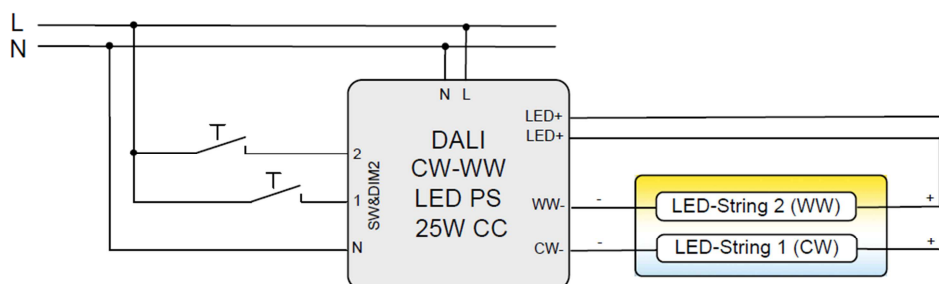 L
N
N L
LED+
LED+
DALI
CW-WW
LED PS
25W CC
T
2
T
1
SW&DIM2
N
WW-
CW-
-
LED-String 2 (WW)
+
-
LED-String 1 (CW)
+